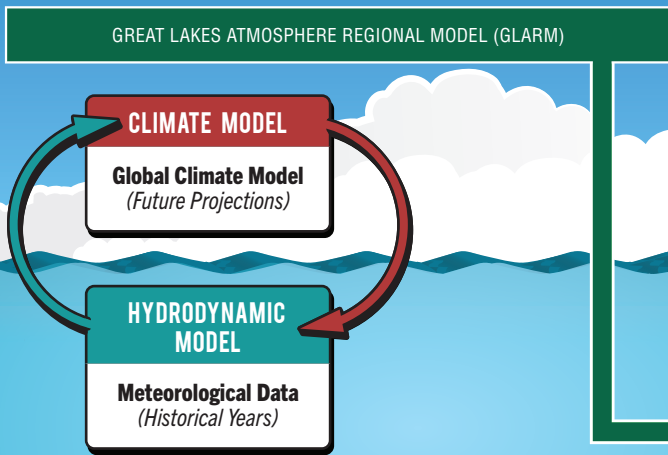 GREAT LAKES ATMOSPHERE REGIONAL MODEL (GLARM)
CLIMATE MODEL
Global Climate Model
(Future Projections)
HYDRODYNAMIC
MODEL
Meteorological Data
(Historical Years)